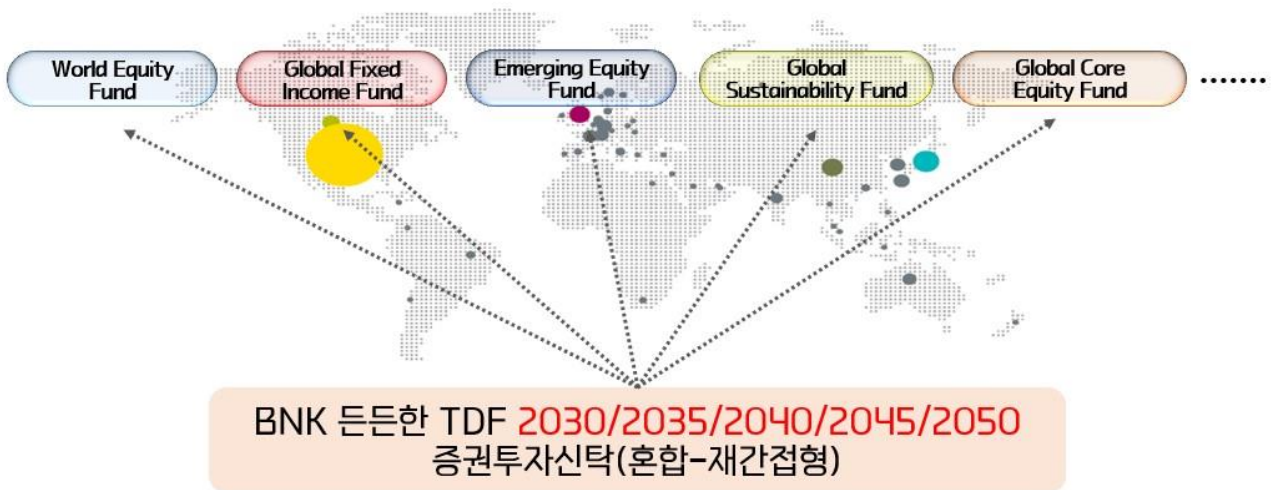 World Equity
Fund
Global Fixed
Income Fund
Emerging Equity
Fund
Global
Sustainability Fund
Global Core
Equity Fund
·······
BNK 든든한 TDF 2030/2035/2040/2045/2050
증권투자신탁(혼합-재간접형)